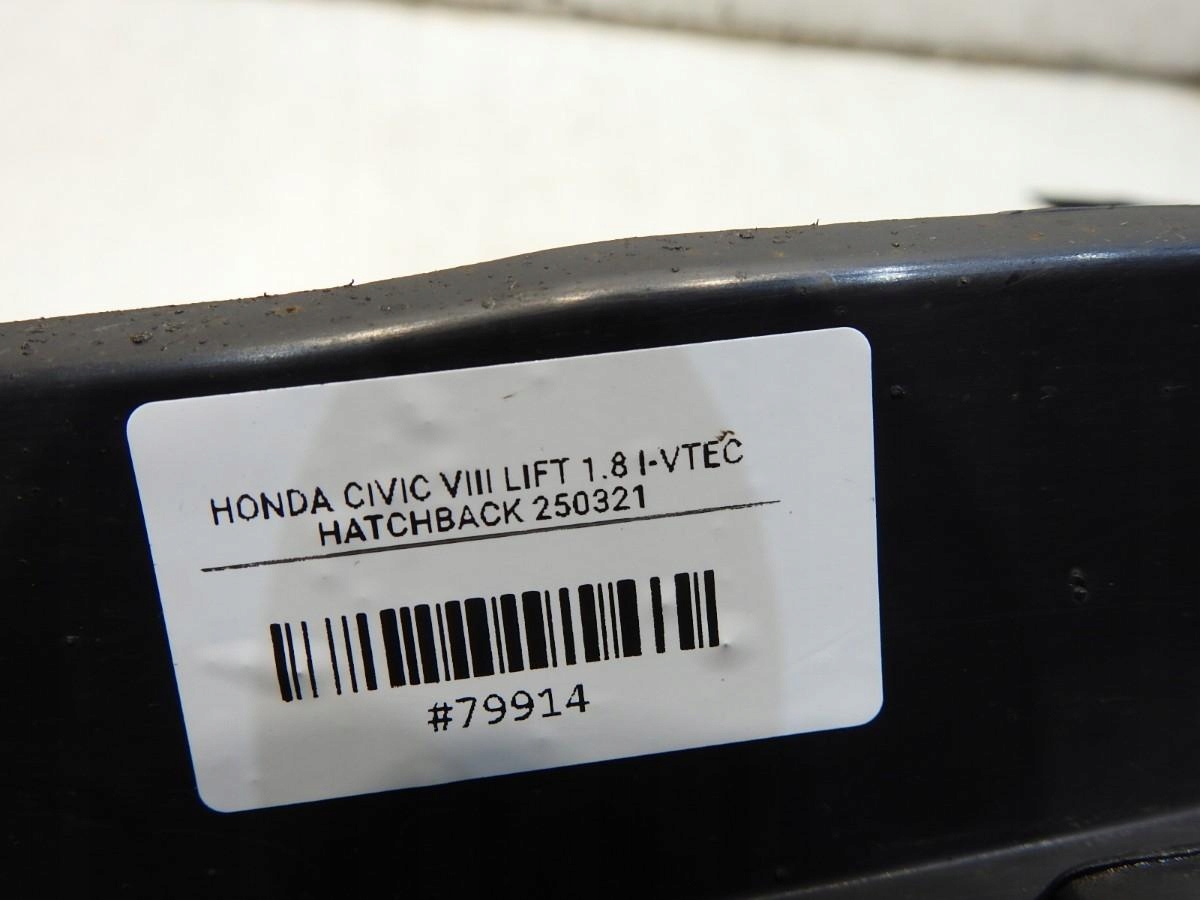 HONDA CIVIC VIII LIFT 1.8 I-VTEC
HATCHBACK 250321
#79914